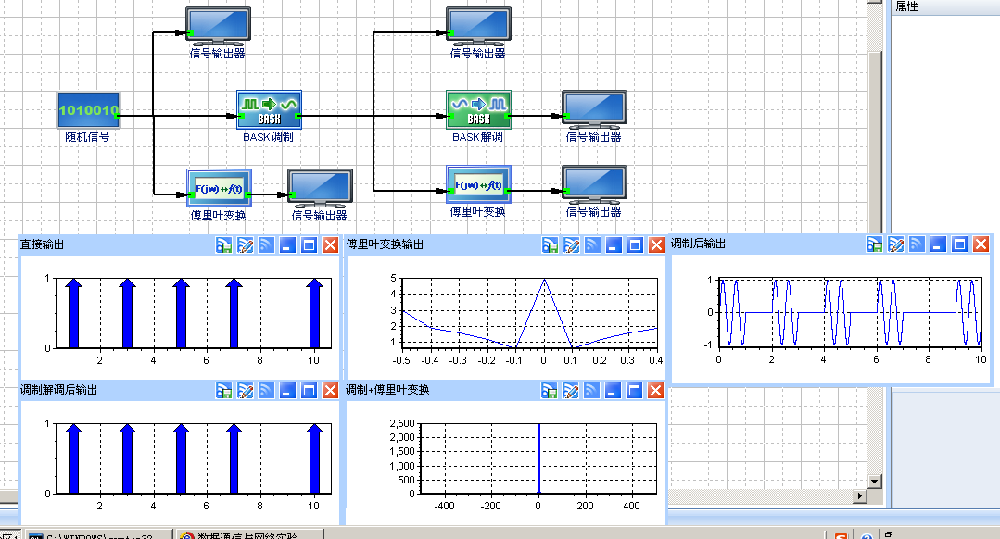 属性
信号输出器
信号输出器
1010010
随机信号
BASK
BASK调制
BASK
BASK解调
信号输出器
F(jw)↔f(t)
傅里叶变换
信号输出器
F(jw)↔f(t)
傅里叶变换
信号输出器
直接输出
1
0
2 4 6 8 10
傅里叶变换输出
5
4
3
2
1
-0.5 -0.4 -0.3 -0.2 -0.1 0 0.1 0.2 0.3 0.4
调制后输出
1
0
-1
0 2 4 6 8 10
调制解调后输出
1
0
2 4 6 8 10
调制+傅里叶变换
2,500
2,000
1,500
1,000
500
0
-400 -200 0 200 400
数据通信与网络实验